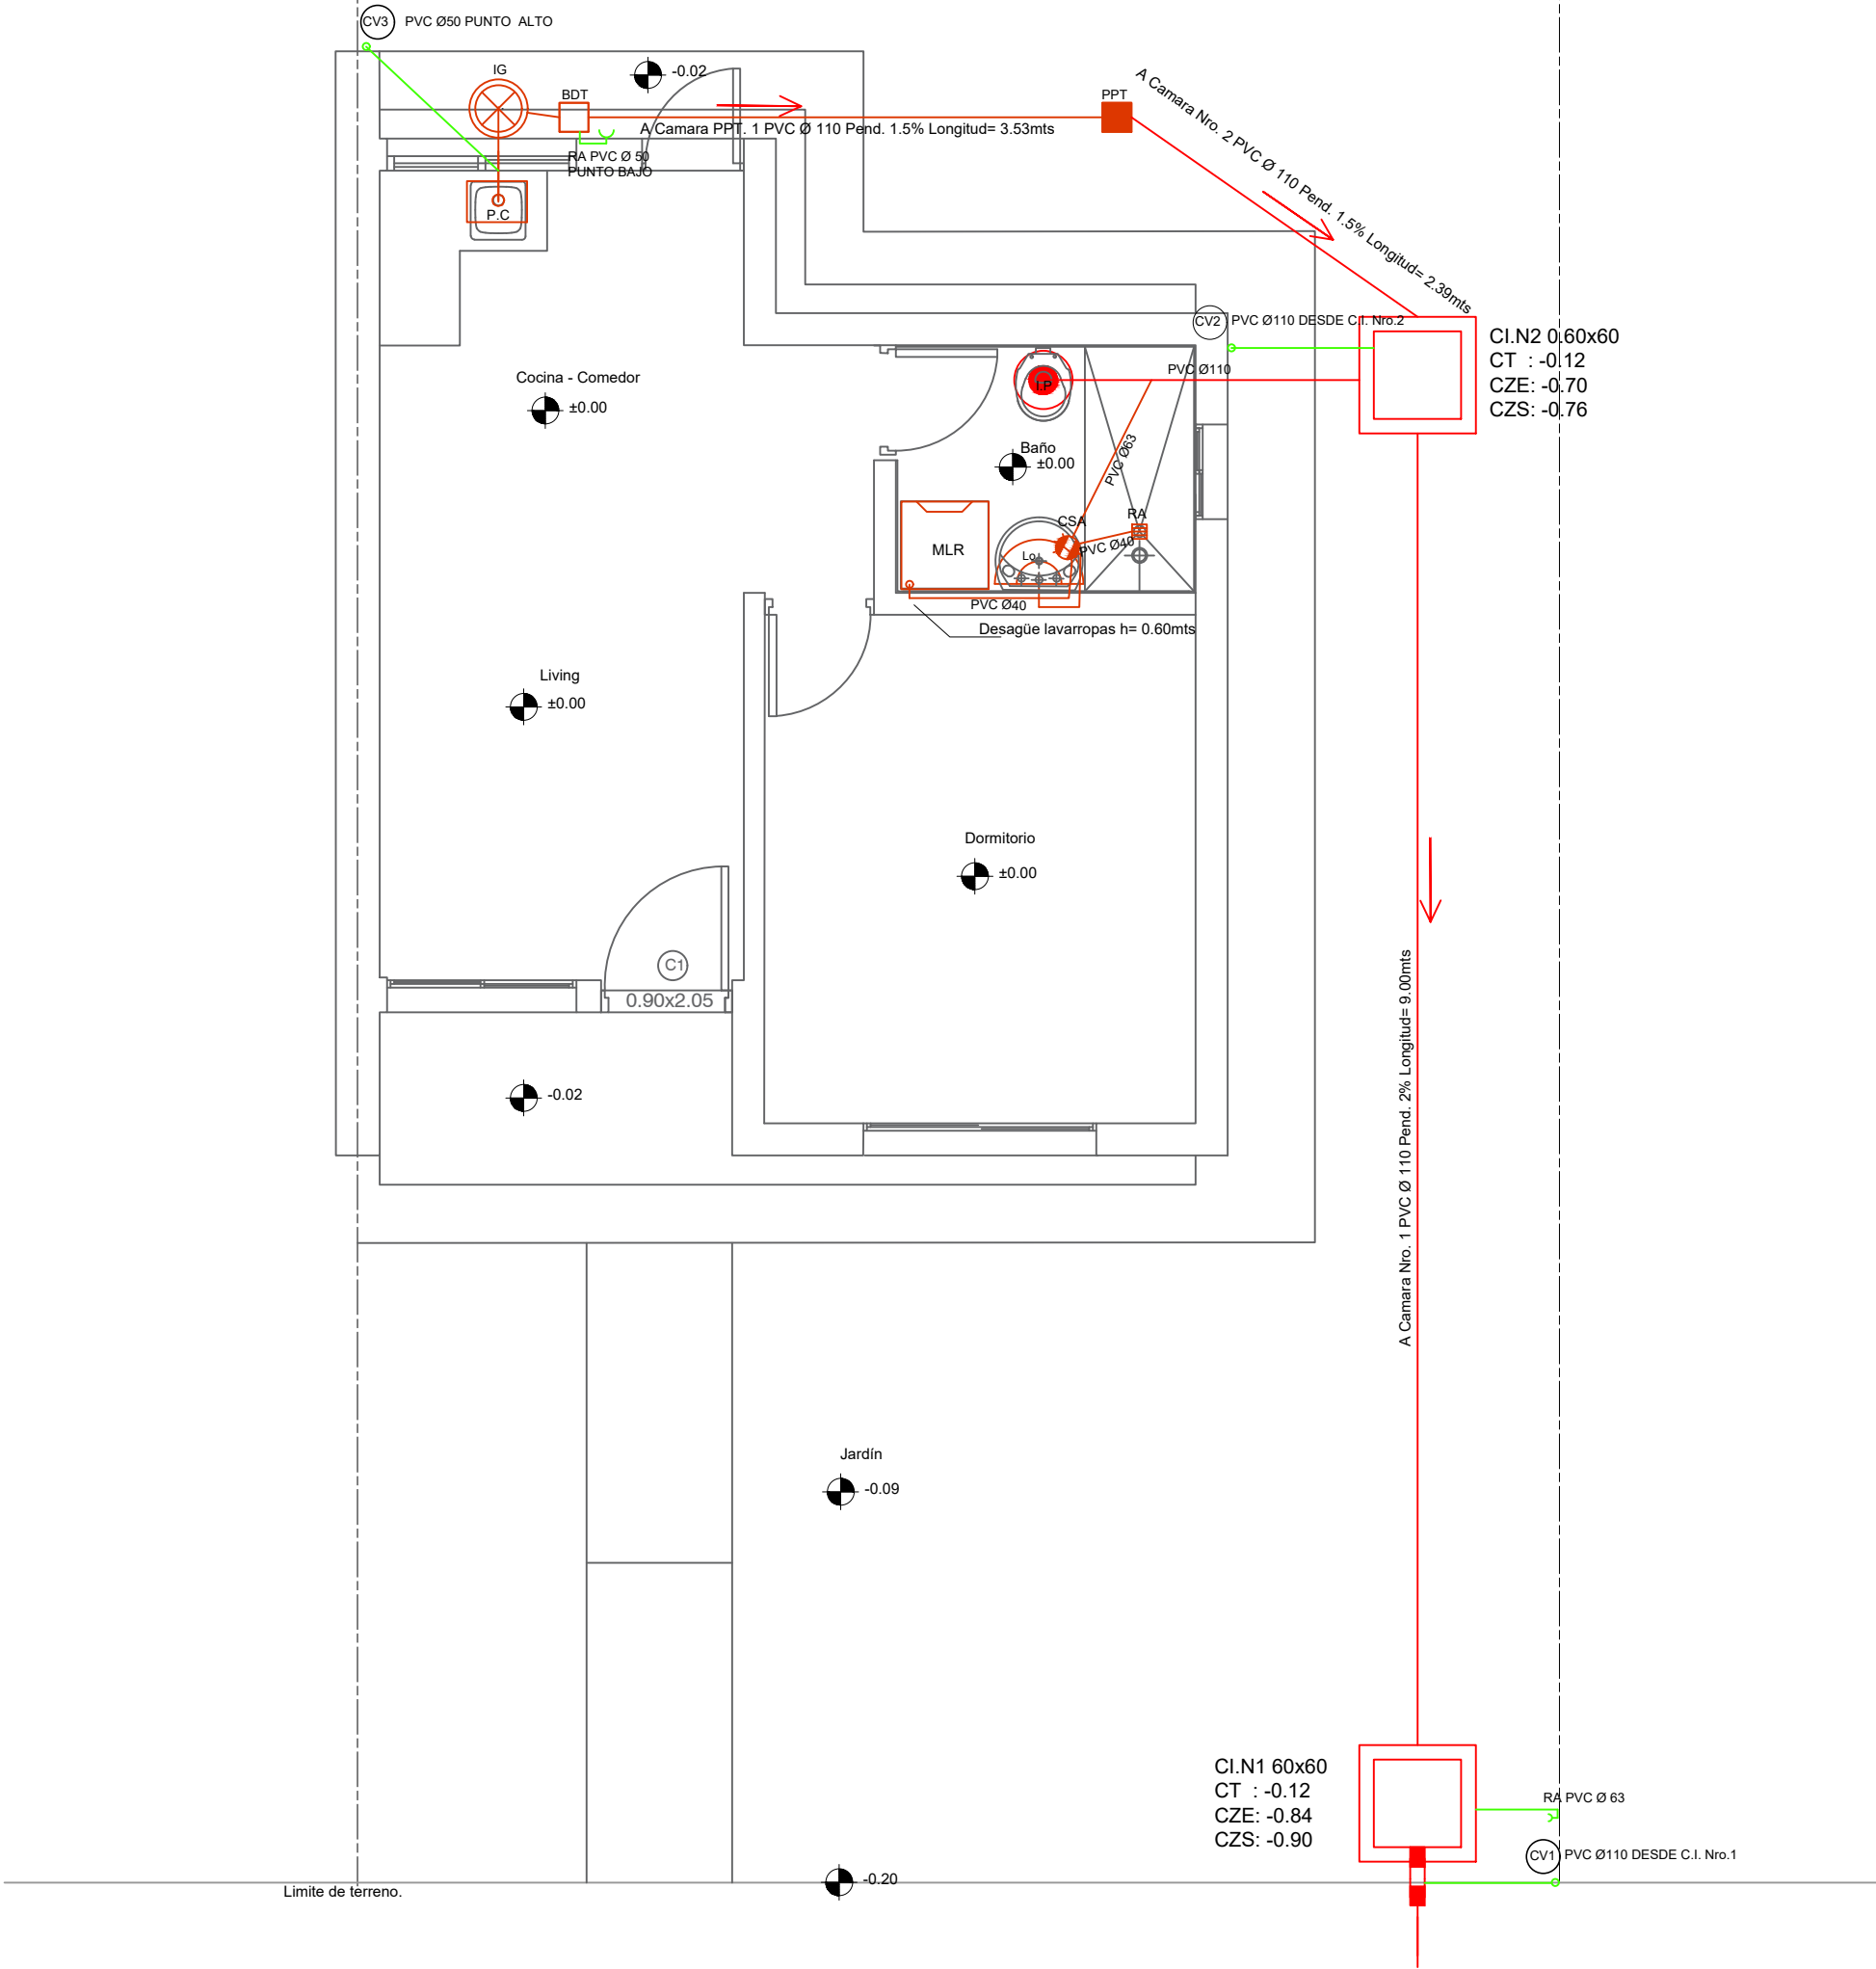 CV3 PVC Ø50 PUNTO ALTO
IG
-0.02
BDT
PPT
A Camara PPT. 1 PVC Ø 110 Pend. 1.5% Longitud= 3.53mts
A Camara Nro. 2 PVC Ø 110 Pend. 1.5% Longitud= 2.39mts
RA PVC Ø 50
PUNTO BAJO
P.C
CV2 PVC Ø110 DESDE C.I. Nro.2
CI.N2 0.60x60
CT : -0.12
CZE: -0.70
CZS: -0.76
PVC Ø110
Cocina - Comedor
±0.00
I.P
Baño
±0.00
PVC Ø63
CSA
RA
MLR
Lo
PVC Ø40
PVC Ø40
Desagüe lavarropas h= 0.60mts
Living
±0.00
Dormitorio
±0.00
C1
0.90x2.05
A Camara Nro. 1 PVC Ø 110 Pend. 2% Longitud= 9.00mts
-0.02
Jardín
-0.09
CI.N1 60x60
CT : -0.12
CZE: -0.84
CZS: -0.90
RA PVC Ø 63
CV1 PVC Ø110 DESDE C.I. Nro.1
-0.20
Limite de terreno.